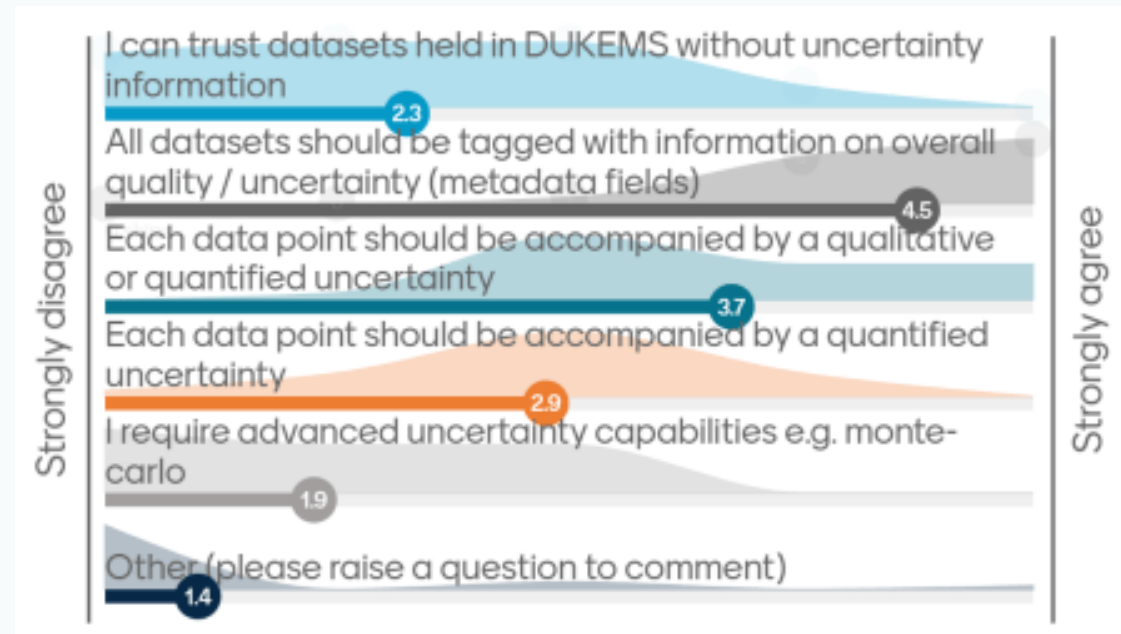 Strongly disagree
I can trust datasets held in DUKEMS without uncertainty
information
2.3
All datasets should be tagged with information on overall
quality / uncertainty (metadata fields)
4.5
Each data point should be accompanied by a qualitative
or quantified uncertainty
3.7
Each data point should be accompanied by a quantified
uncertainty
2.9
I require advanced uncertainty capabilities e.g. monte-
carlo
1.9
Other (please raise a question to comment)
1.4
Strongly agree